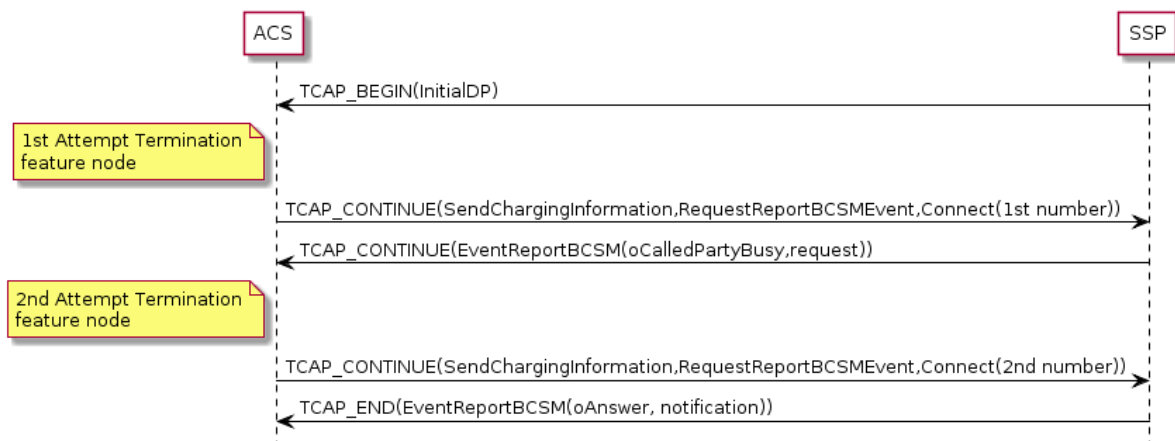 ACS
SSP
TCAP_BEGIN(InitialDP)
1st Attempt Termination
feature node
TCAP_CONTINUE(SendChargingInformation,RequestReportBCSMEvent,Connect(1st number))
TCAP_CONTINUE(EventReportBCSM(oCalledPartyBusy,request))
2nd Attempt Termination
feature node
TCAP_CONTINUE(SendChargingInformation,RequestReportBCSMEvent,Connect(2nd number))
TCAP_END(EventReportBCSM(oAnswer, notification))